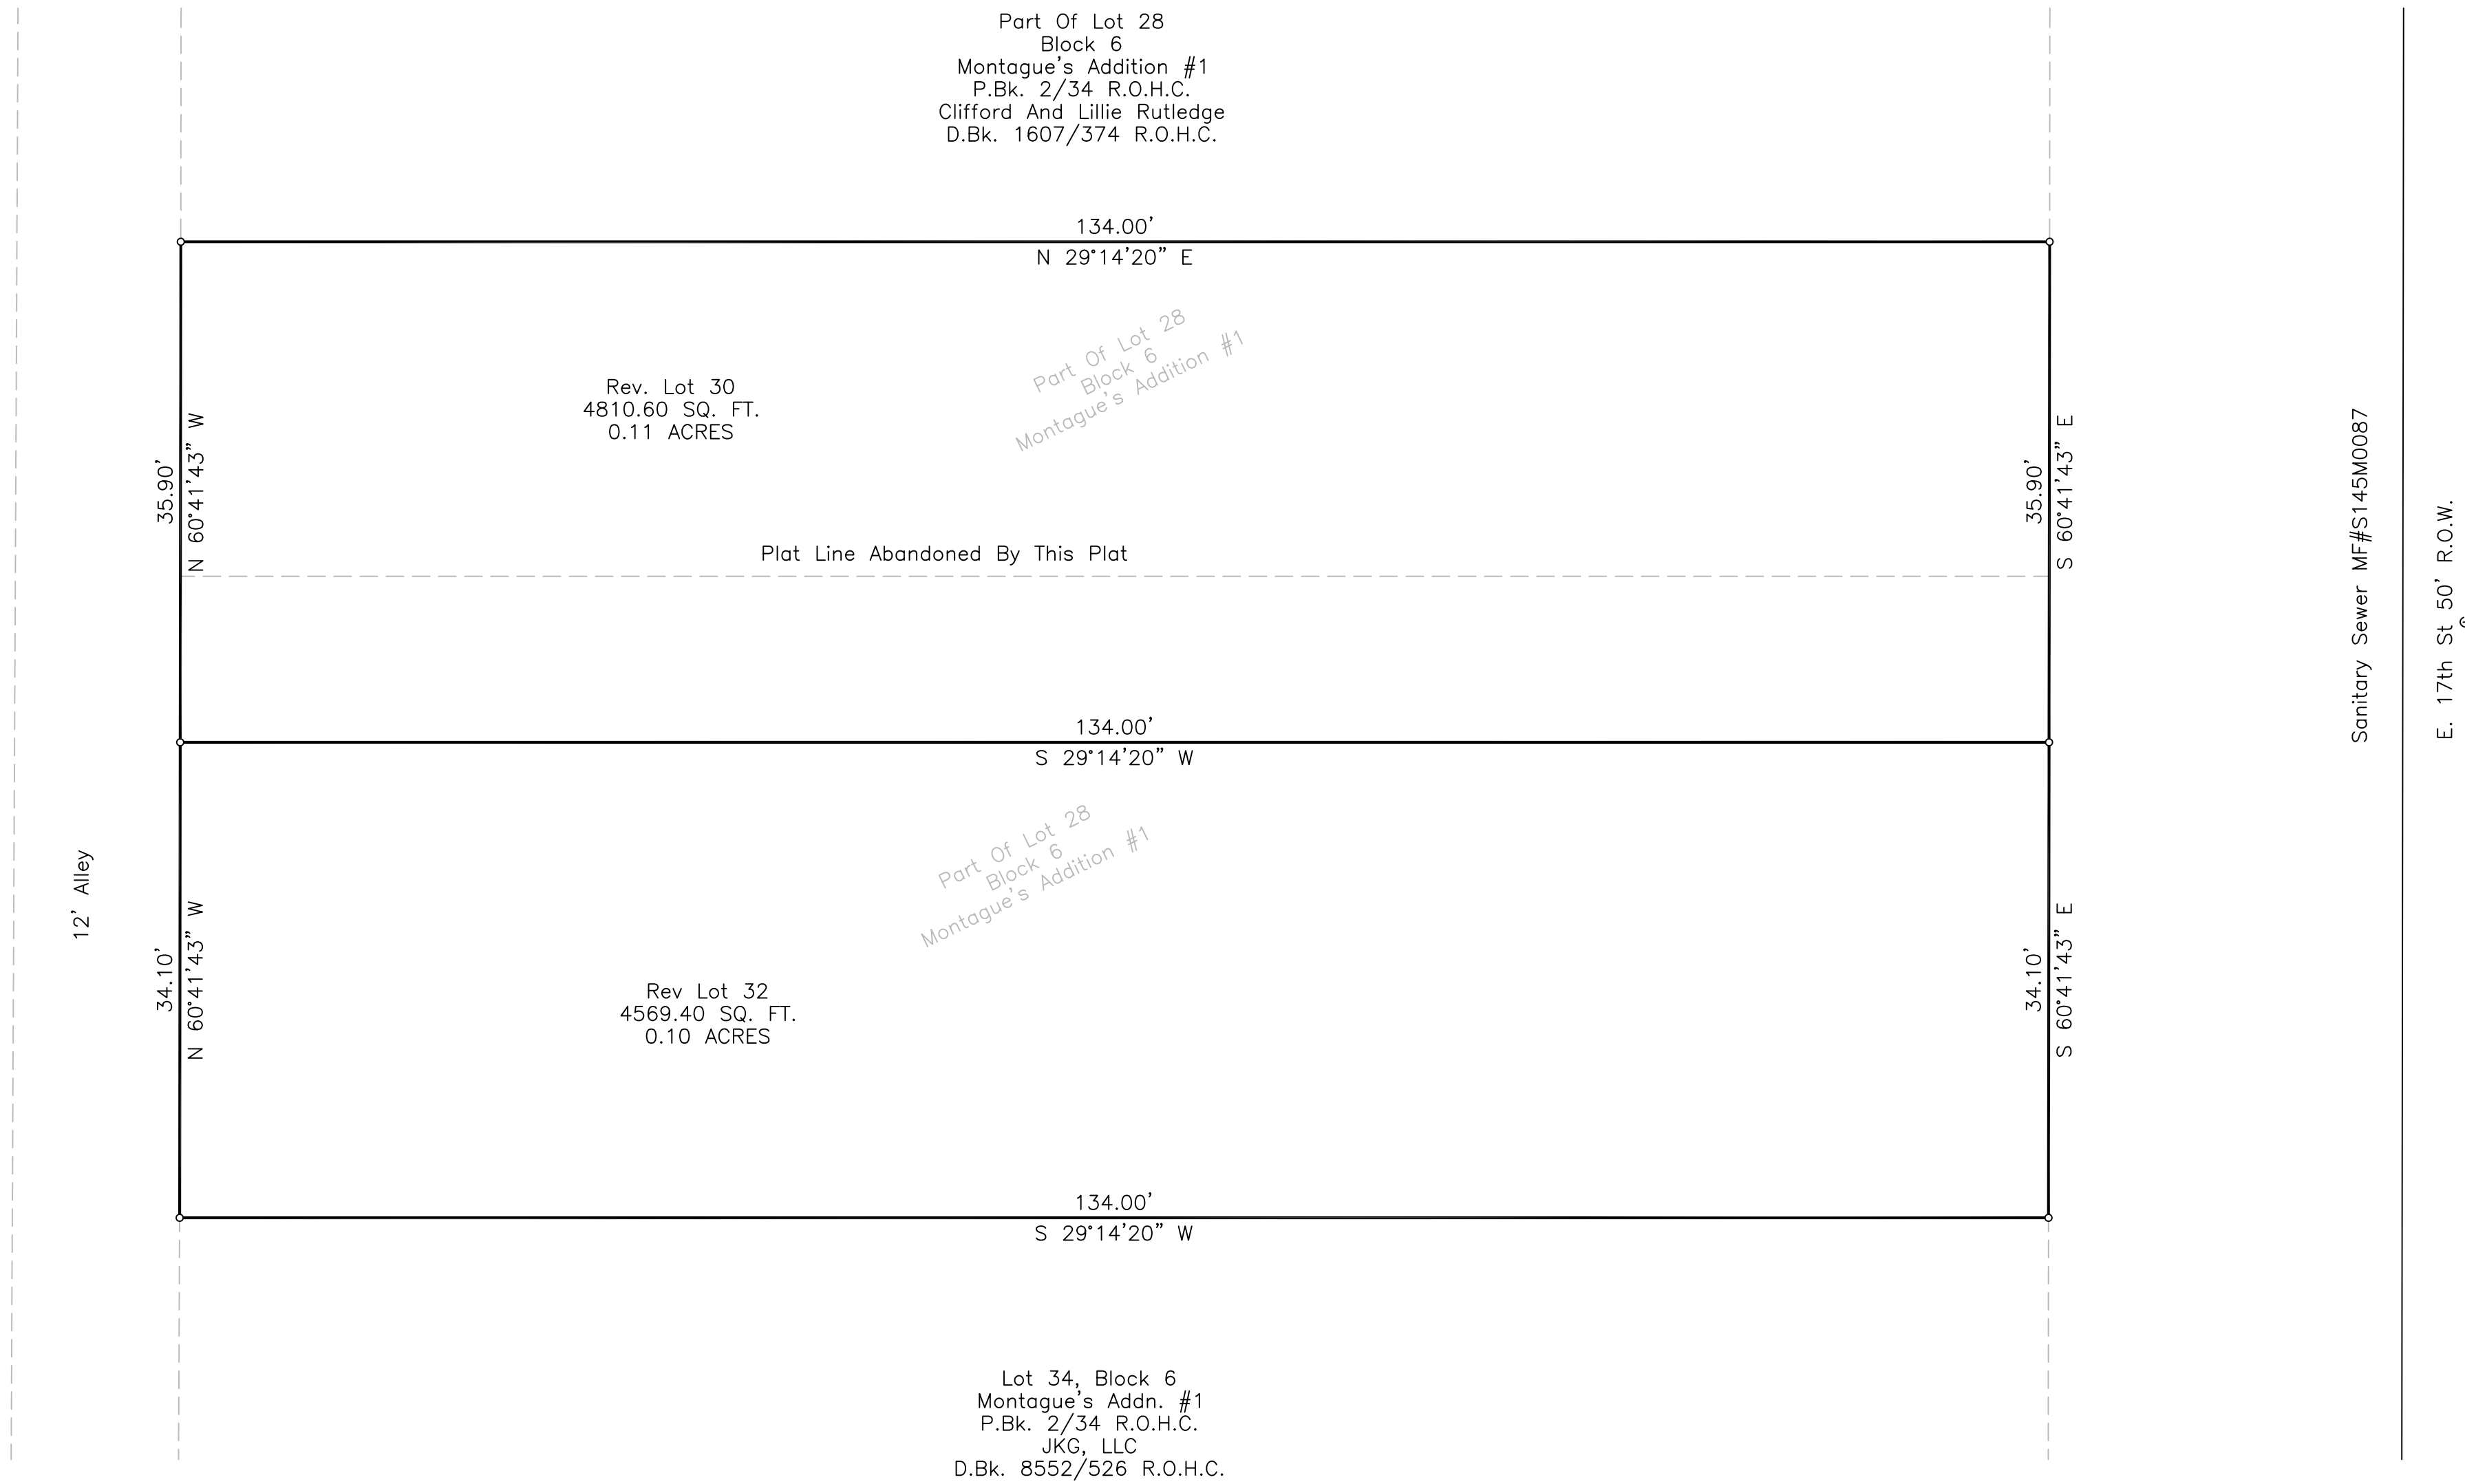 Part Of Lot 28
Block 6
Montague's Addition #1
P.Bk. 2/34 R.O.H.C.
Clifford And Lillie Rutledge
D.Bk. 1607/374 R.O.H.C.
134.00'
N 29°14'20" E
Part Of Lot 28
Block 6
Montague's Addition #1
Rev. Lot 30
4810.60 SQ. FT.
0.11 ACRES
35.90'
N 60°41'43" W
35.90'
S 60°41'43" E
Plat Line Abandoned By This Plat
134.00'
S 29°14'20" W
Part Of Lot 28
Block 6
Montague's Addition #1
Rev Lot 32
4569.40 SQ. FT.
0.10 ACRES
12' Alley
34.10'
N 60°41'43" W
34.10'
S 60°41'43" E
134.00'
S 29°14'20" W
Sanitary Sewer MF#S145M0087
E. 17th St 50' R.O.W.
Lot 34, Block 6
Montague's Addn. #1
P.Bk. 2/34 R.O.H.C.
JKG, LLC
D.Bk. 8552/526 R.O.H.C.